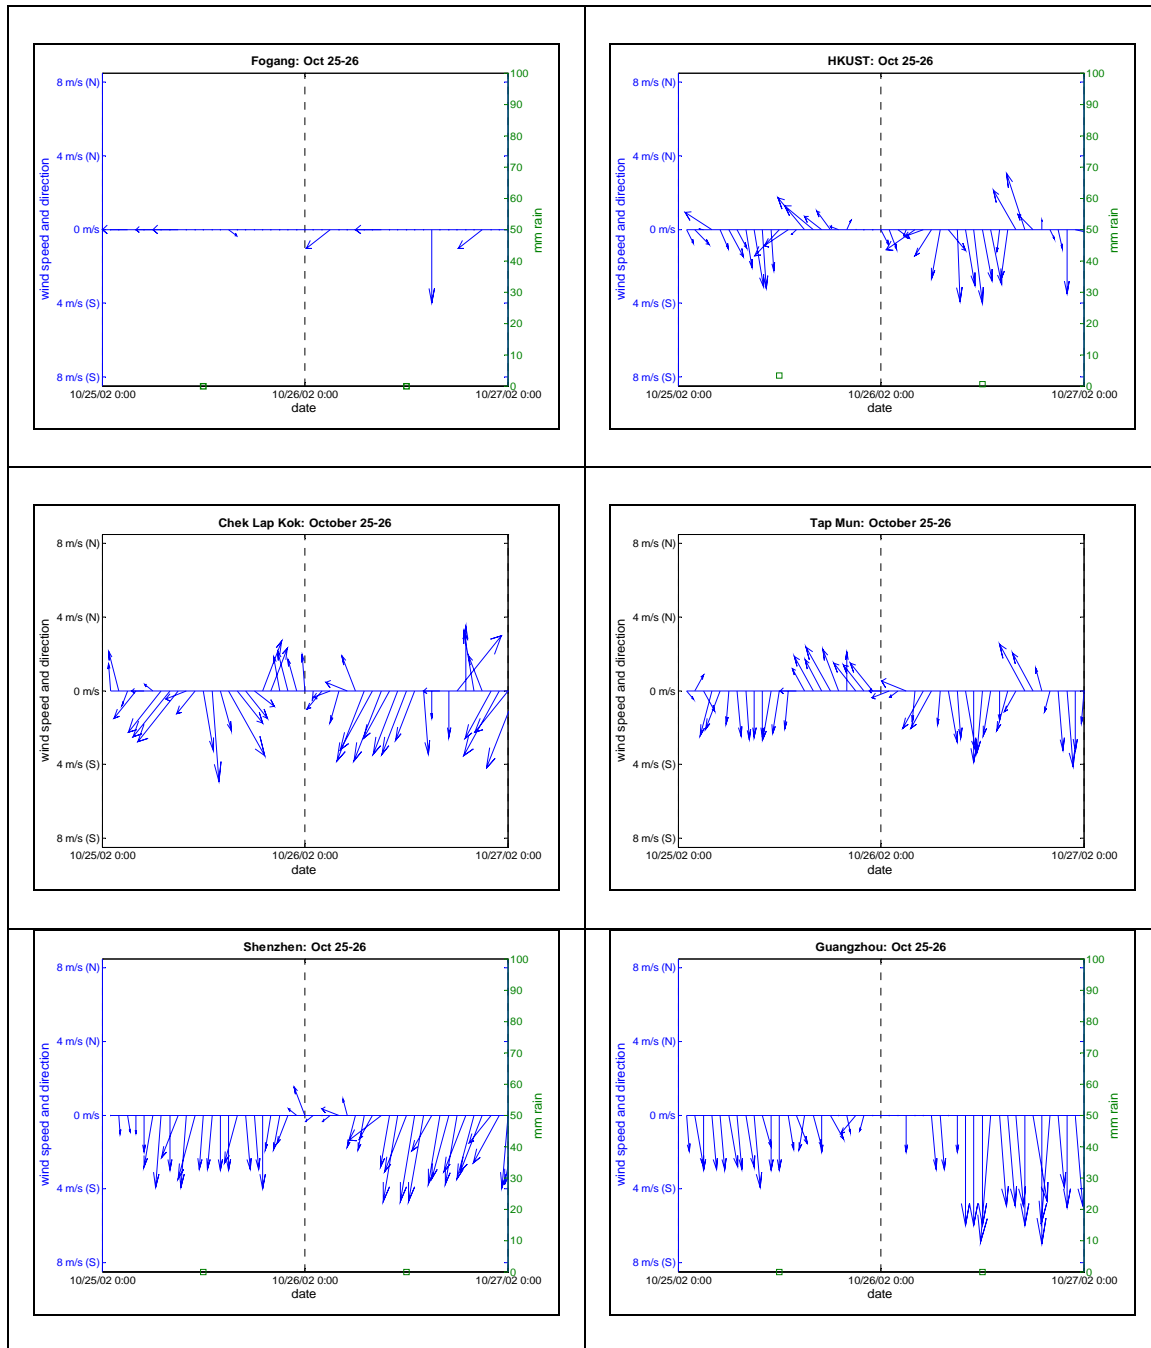 Fogang: Oct 25-26
8 m/s (N)
4 m/s (N)
0 m/s
4 m/s (S)
8 m/s (S)
wind speed and direction
100
90
80
70
60
50
40
30
20
10
0
mm rain
10/25/02 0:00
10/26/02 0:00
10/27/02 0:00
date
HKUST: Oct 25-26
8 m/s (N)
4 m/s (N)
0 m/s
4 m/s (S)
8 m/s (S)
wind speed and direction
100
90
80
70
60
50
40
30
20
10
0
mm rain
10/25/02 0:00
10/26/02 0:00
10/27/02 0:00
date
Chek Lap Kok: October 25-26
8 m/s (N)
4 m/s (N)
0 m/s
4 m/s (S)
8 m/s (S)
wind speed and direction
10/25/02 0:00
10/26/02 0:00
10/27/02 0:00
date
Tap Mun: October 25-26
8 m/s (N)
4 m/s (N)
0 m/s
4 m/s (S)
8 m/s (S)
wind speed and direction
10/25/02 0:00
10/26/02 0:00
10/27/02 0:00
date
Shenzhen: Oct 25-26
8 m/s (N)
4 m/s (N)
0 m/s
4 m/s (S)
8 m/s (S)
wind speed and direction
100
90
80
70
60
50
40
30
20
10
0
mm rain
10/25/02 0:00
10/26/02 0:00
10/27/02 0:00
date
Guangzhou: Oct 25-26
8 m/s (N)
4 m/s (N)
0 m/s
4 m/s (S)
8 m/s (S)
wind speed and direction
100
90
80
70
60
50
40
30
20
10
0
mm rain
10/25/02 0:00
10/26/02 0:00
10/27/02 0:00
date